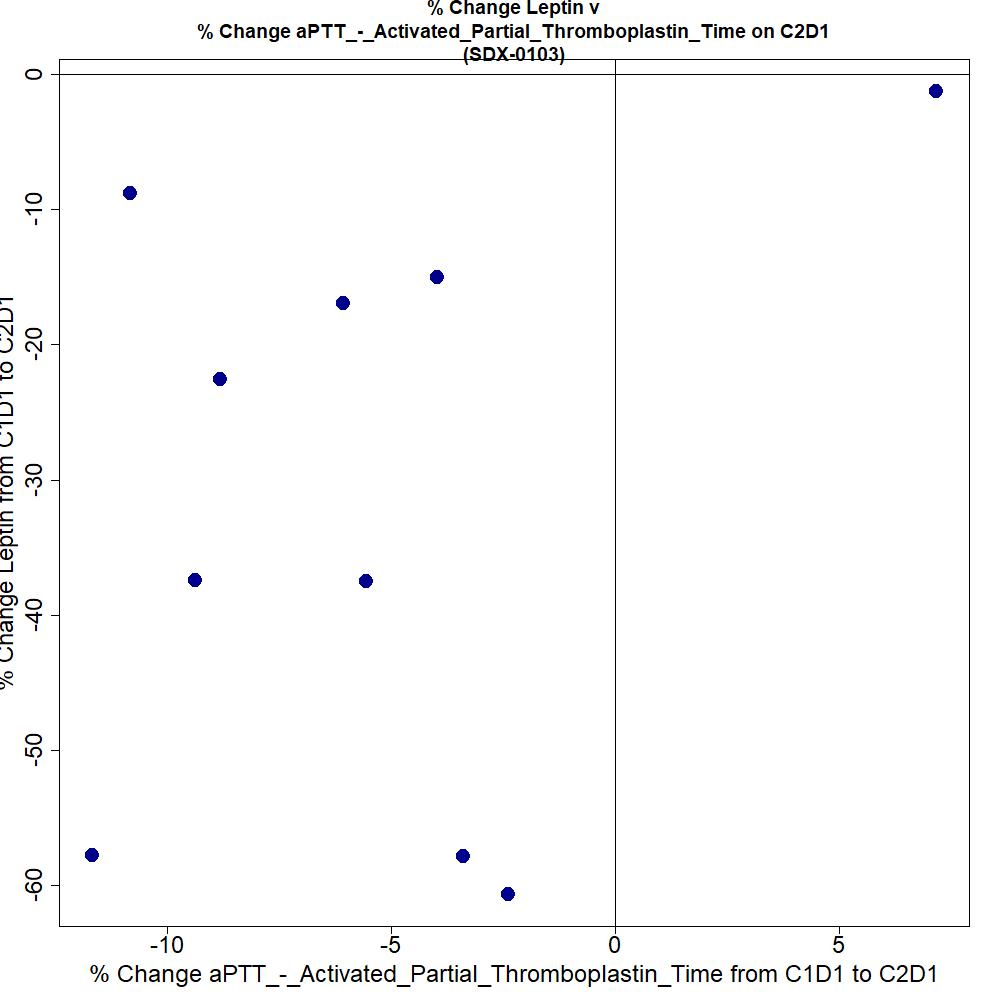 % Change Leptin v
% Change aPTT_-_Activated_Partial_Thromboplastin_Time on C2D1
(SDX-0103)
% Change Leptin from C1D1 to C2D1
0
-10
-20
-30
-40
-50
-60
-10
-5
0
5
% Change aPTT_-_Activated_Partial_Thromboplastin_Time from C1D1 to C2D1